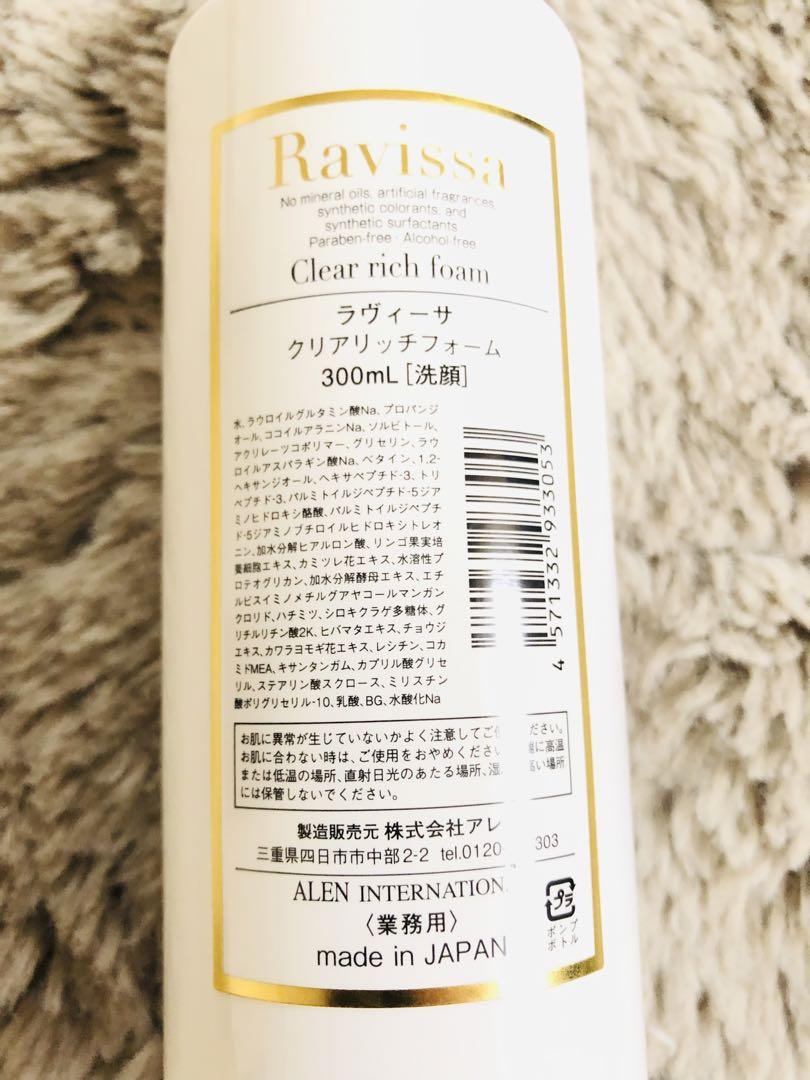 Ravissa
No mineral oils, artificial fragrances,
synthetic colorants, and
synthetic surfactants
Paraben-free · Alcohol-free
Clear rich foam
ラヴィーサ
クリアリッチフォーム
300mL [洗顔]
水、ラウロイルグルタミン酸Na、プロパンジ
オール、ココイルアラニンNa、ソルビトール、
アクリレーツコポリマー、グリセリン、ラウ
ロイルアスパラギン酸Na、ベタイン、1,2-
ヘキサンジオール、ヘキサペプチド-3、トリ
ペプチド-3、パルミトイルジペプチド-5ジア
ミノヒドロキシ酪酸、パルミトイルジペプチ
ド-5ジアミノブチロイルヒドロキシトレオ
ニン、加水分解ヒアルロン酸、リンゴ果実培
養細胞エキス、カミツレ花エキス、水溶性プ
ロテオグリカン、加水分解酵母エキス、エチ
ルビスイミノメチルグアヤコールマンガン
クロリド、ハチミツ、シロキクラゲ多糖体、グ
リチルリチン酸2K、ヒバマタエキス、チョウジ
エキス、カワラヨモギ花エキス、レシチン、コカ
ミドMEA、キサンタンガム、カプリル酸グリセ
リル、ステアリン酸スクロース、ミリスチン
酸ポリグリセリル-10、乳酸、BG、水酸化Na
4 571332 933053
お肌に異常が生じていないかよく注意してご ださい。
お肌に合わない時は、ご使用をおやめください に高温
または低温の場所、直射日光のあたる場所、 い場所
には保管しないでください。
製造販売元 株式会社アレ
三重県四日市市中部2-2 tel.0120 303
ALEN INTERNATION
〈業務用〉
made in JAPAN
プラ
ポンプ
ボトル